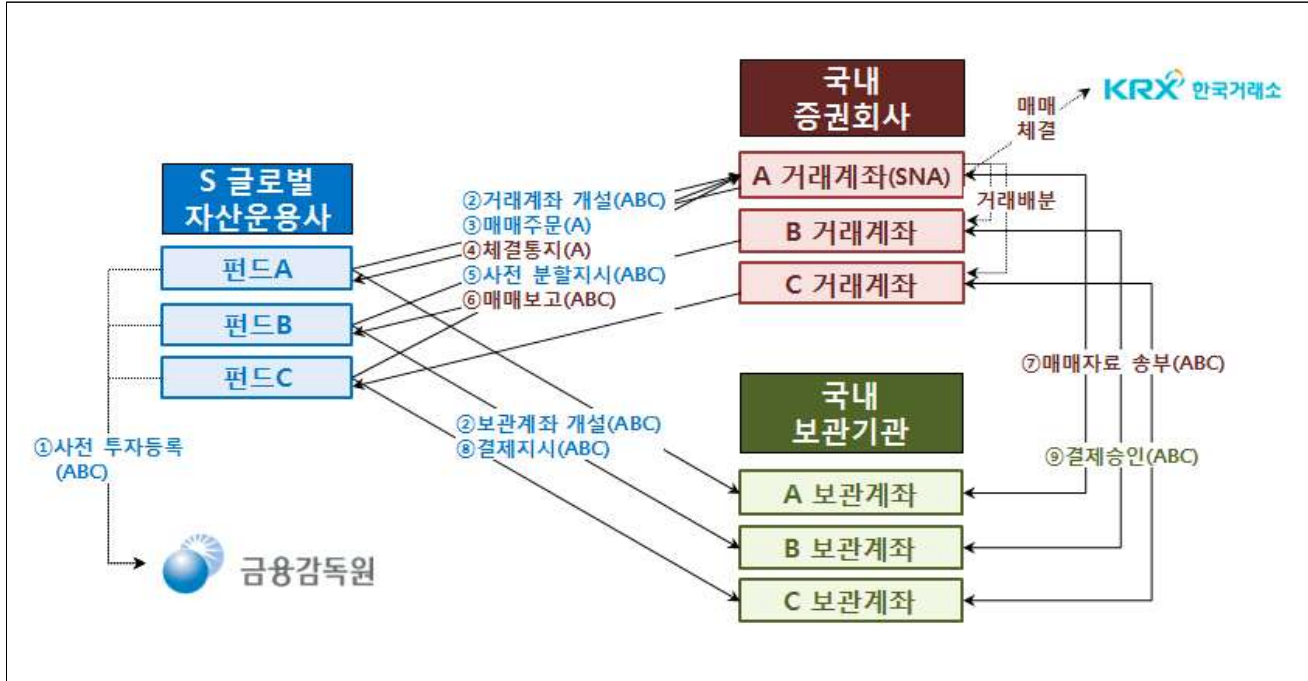 국내
증권회사
KRX 한국거래소
매매
체결
S 글로벌
자산운용사
A 거래계좌(SNA)
거래배분
B 거래계좌
C 거래계좌
②거래계좌 개설(ABC)
③매매주문(A)
④체결통지(A)
⑤사전 분할지시(ABC)
⑥매매보고(ABC)
펀드A
펀드B
펀드C
⑦매매자료 송부(ABC)
국내
보관기관
②보관계좌 개설(ABC)
⑧결제지시(ABC)
①사전 투자등록
(ABC)
⑨결제승인(ABC)
A 보관계좌
B 보관계좌
C 보관계좌
금융감독원